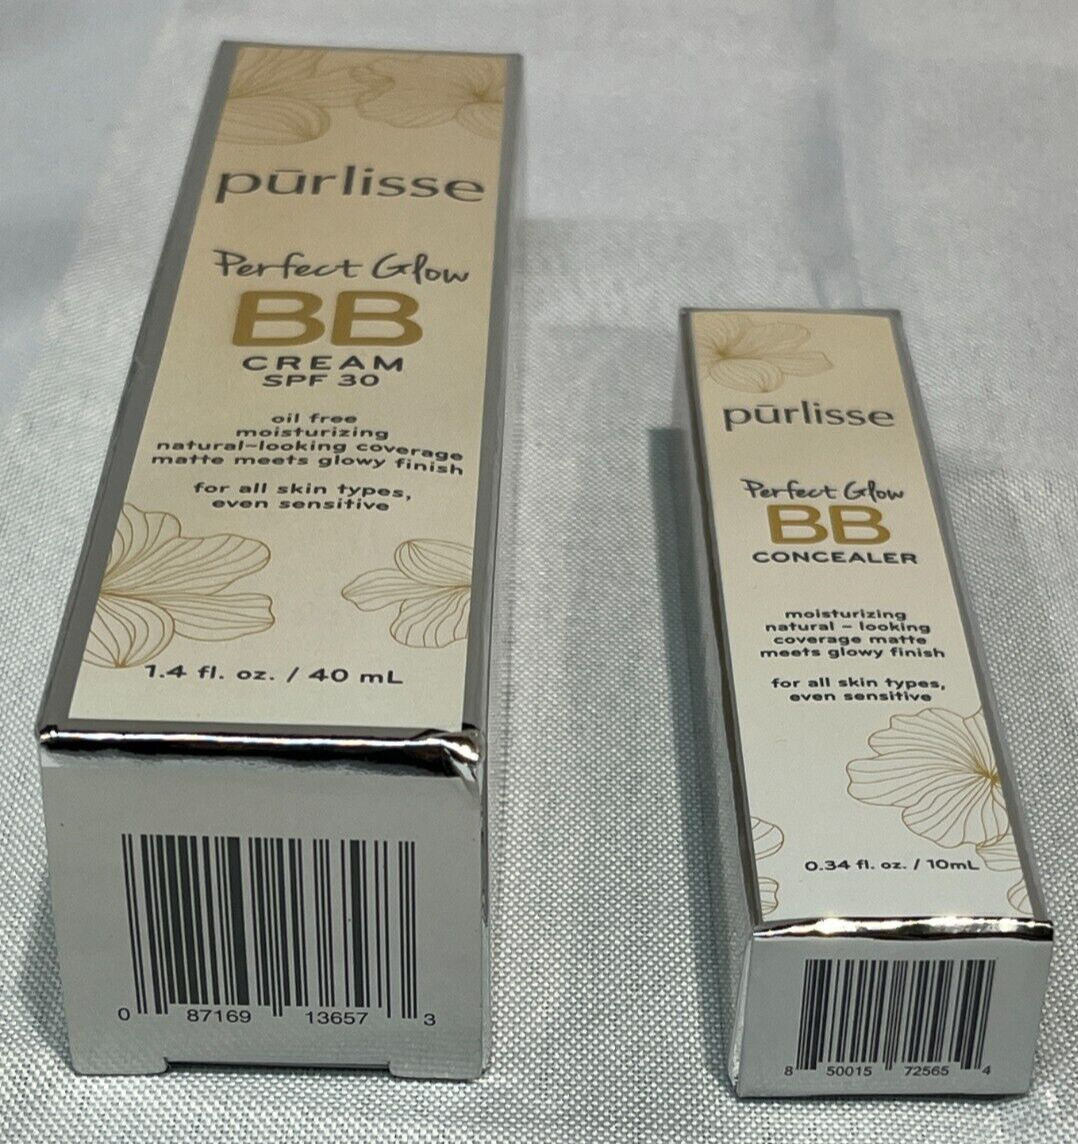 pūrlisse
Perfect Glow
BB
CREAM
SPF 30
oil free
moisturizing
natural-looking coverage
matte meets glowy finish
for all skin types,
even sensitive
1.4 fl. oz. / 40 mL
0 87169 13657 3
pūrlisse
Perfect Glow
BB
CONCEALER
moisturizing
natural - looking
coverage matte
meets glowy finish
for all skin types,
even sensitive
0.34 fl. oz. / 10mL
8 50015 72565 4